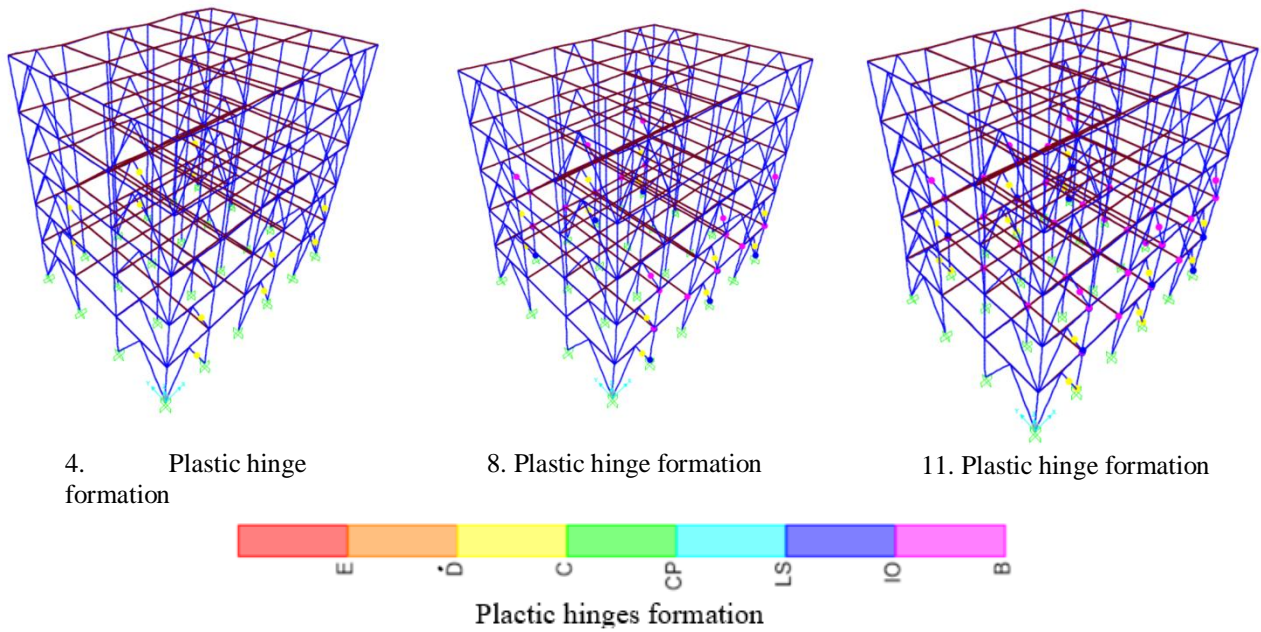 4. Plastic hinge
formation
8. Plastic hinge formation
11. Plastic hinge formation
E
D
C
CP
LS
IO
B
Plactic hinges formation